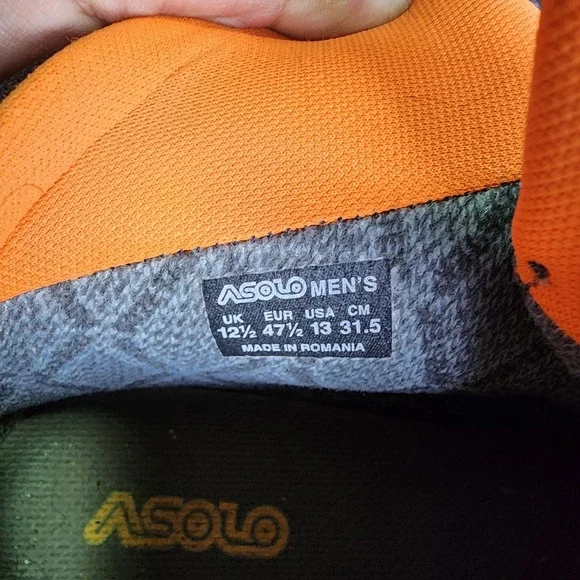 ASOLO MEN'S
UK EUR USA CM
12½ 47½ 13 31.5
MADE IN ROMANIA
ASOLO